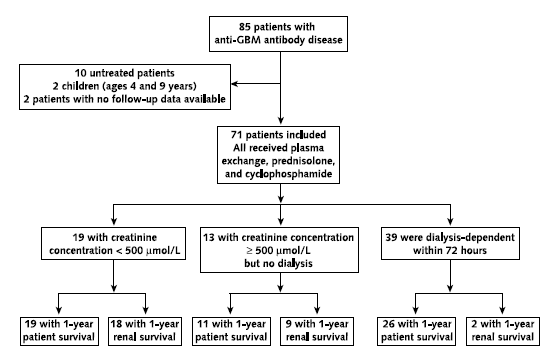 85 patients with
anti-GBM antibody disease
10 untreated patients
2 children (ages 4 and 9 years)
2 patients with no follow-up data available
71 patients included
All received plasma
exchange, prednisolone,
and cyclophosphamide
19 with creatinine
concentration < 500 µmol/L
13 with creatinine concentration
≥ 500 µmol/L
but no dialysis
39 were dialysis-dependent
within 72 hours
19 with 1-year
patient survival
18 with 1-year
renal survival
11 with 1-year
patient survival
9 with 1-year
renal survival
26 with 1-year
patient survival
2 with 1-year
renal survival